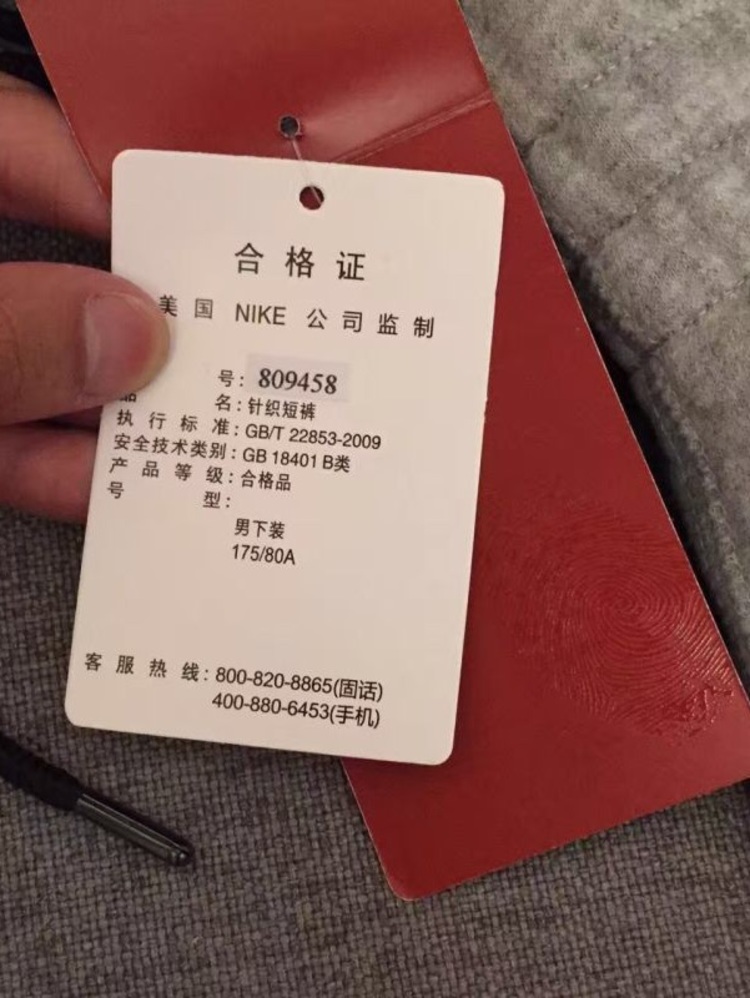 合格证
美国 NIKE 公司监制
号：809458
品名：针织短裤
执行标准：GB/T 22853-2009
安全技术类别：GB 18401 B类
产品等级：合格品
号型：
男下装
175/80A
客服热线：800-820-8865(固话)
400-880-6453(手机)